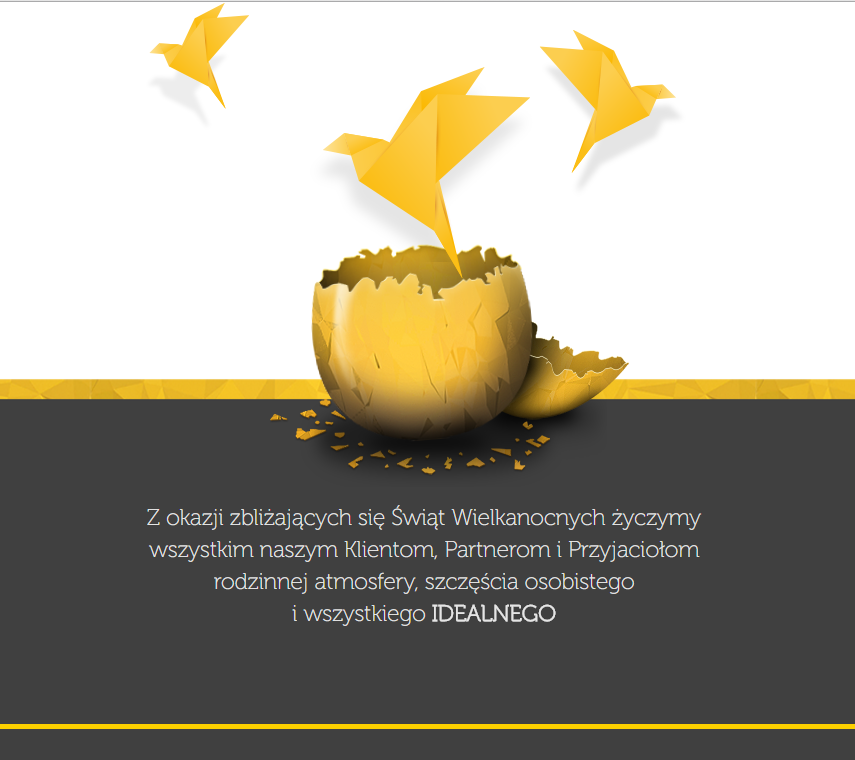 Z okazji zbliżających się Świąt Wielkanocnych życzymy
wszystkim naszym Klientom, Partnerom i Przyjaciołom
rodzinnej atmosfery, szczęścia osobistego
i wszystkiego IDEALNEGO